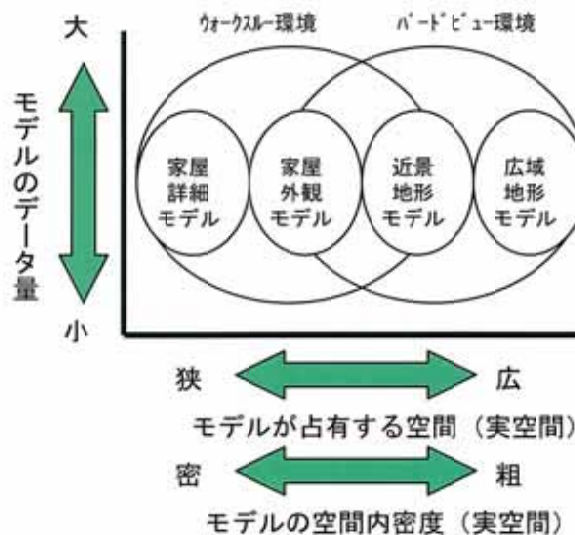 ｳｫｰｸｽﾙｰ環境
ﾊﾞｰﾄﾞﾋﾞｭｰ環境
大
モデルのデータ量
小
家屋
詳細
モデル
家屋
外観
モデル
近景
地形
モデル
広域
地形
モデル
狭
広
モデルが占有する空間（実空間）
密
粗
モデルの空間内密度（実空間）